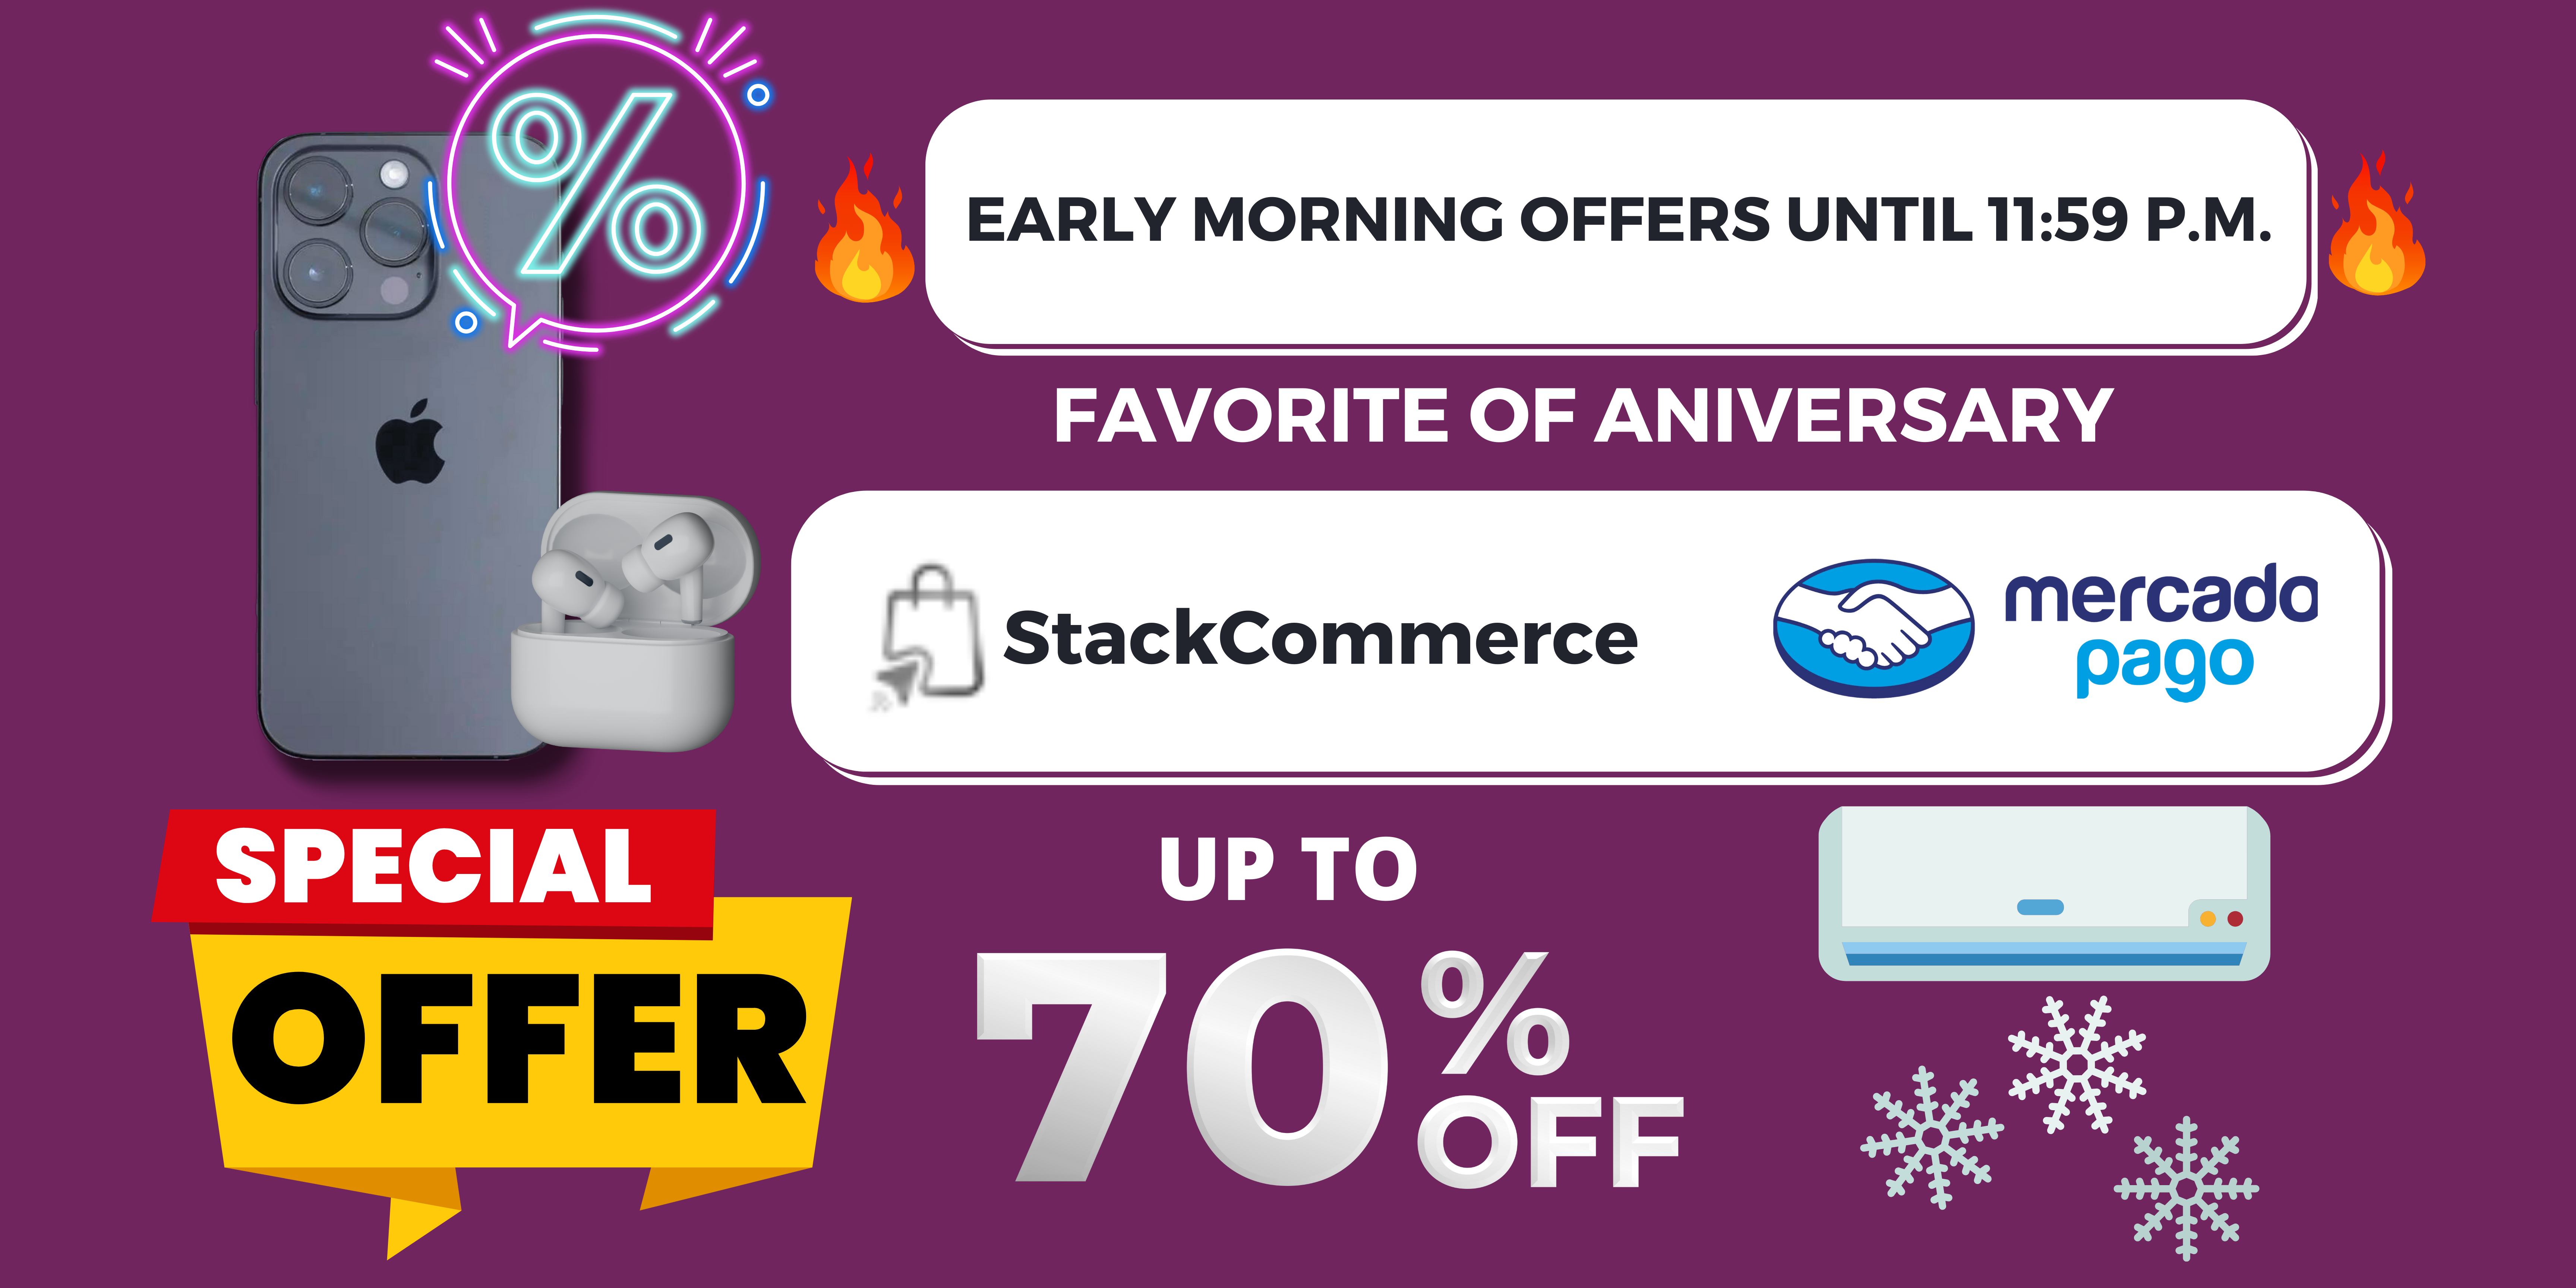 %
EARLY MORNING OFFERS UNTIL 11:59 P.M.
FAVORITE OF ANIVERSARY
StackCommerce
mercado
pago
SPECIAL
OFFER
UP TO
70%
OFF